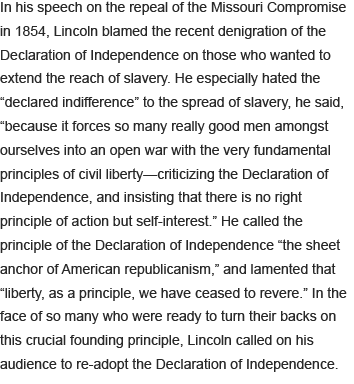 In his speech on the repeal of the Missouri Compromise
in 1854, Lincoln blamed the recent denigration of the
Declaration of Independence on those who wanted to
extend the reach of slavery. He especially hated the
“declared indifference” to the spread of slavery, he said,
“because it forces so many really good men amongst
ourselves into an open war with the very fundamental
principles of civil liberty—criticizing the Declaration of
Independence, and insisting that there is no right
principle of action but self-interest.” He called the
principle of the Declaration of Independence “the sheet
anchor of American republicanism,” and lamented that
“liberty, as a principle, we have ceased to revere.” In the
face of so many who were ready to turn their backs on
this crucial founding principle, Lincoln called on his
audience to re-adopt the Declaration of Independence.